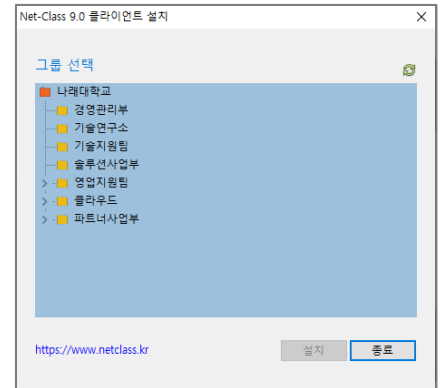 Net-Class 9.0 클라이언트 설치
그룹 선택
나래대학교
경영관리부
기술연구소
기술지원팀
솔루션사업부
영업지원팀
클라우드
파트너사업부
https://www.netclass.kr
설치
종료